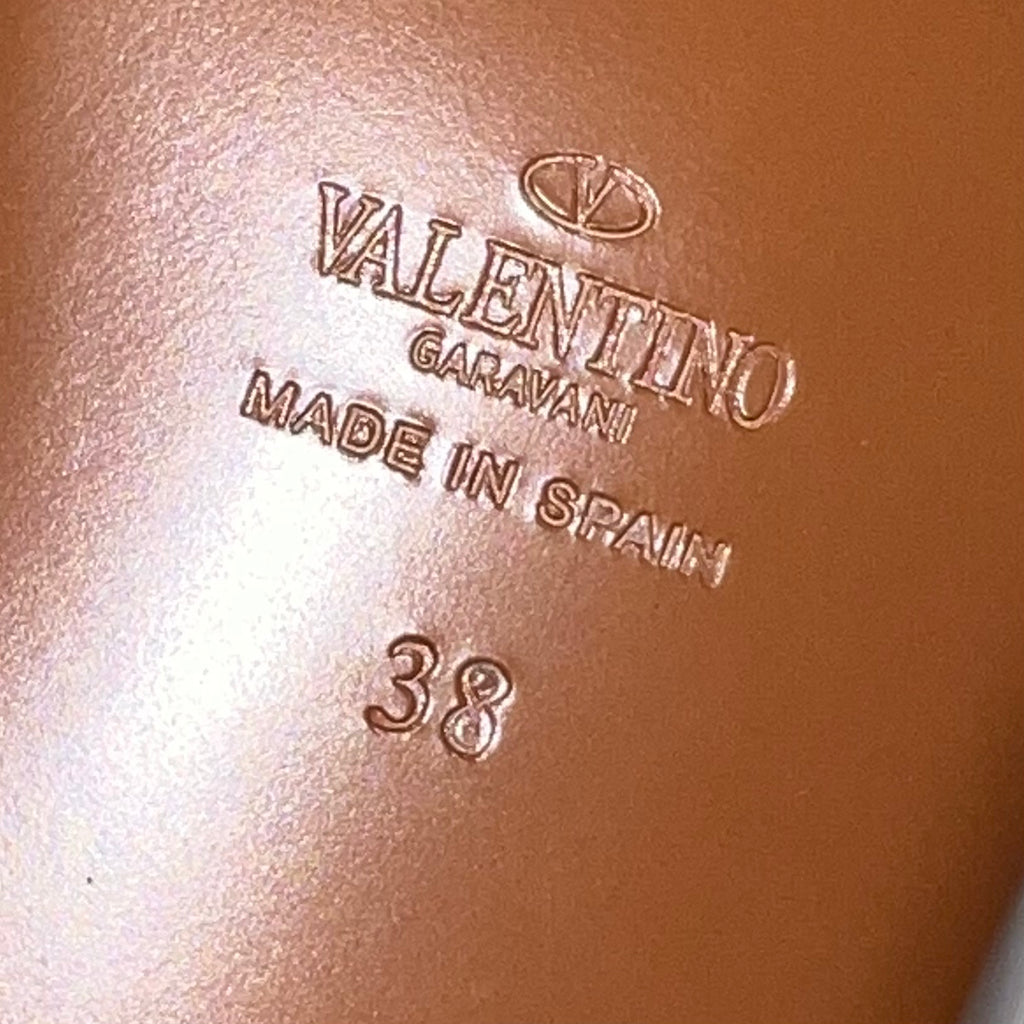 V
VALENTINO
GARAVANI
MADE IN SPAIN
38